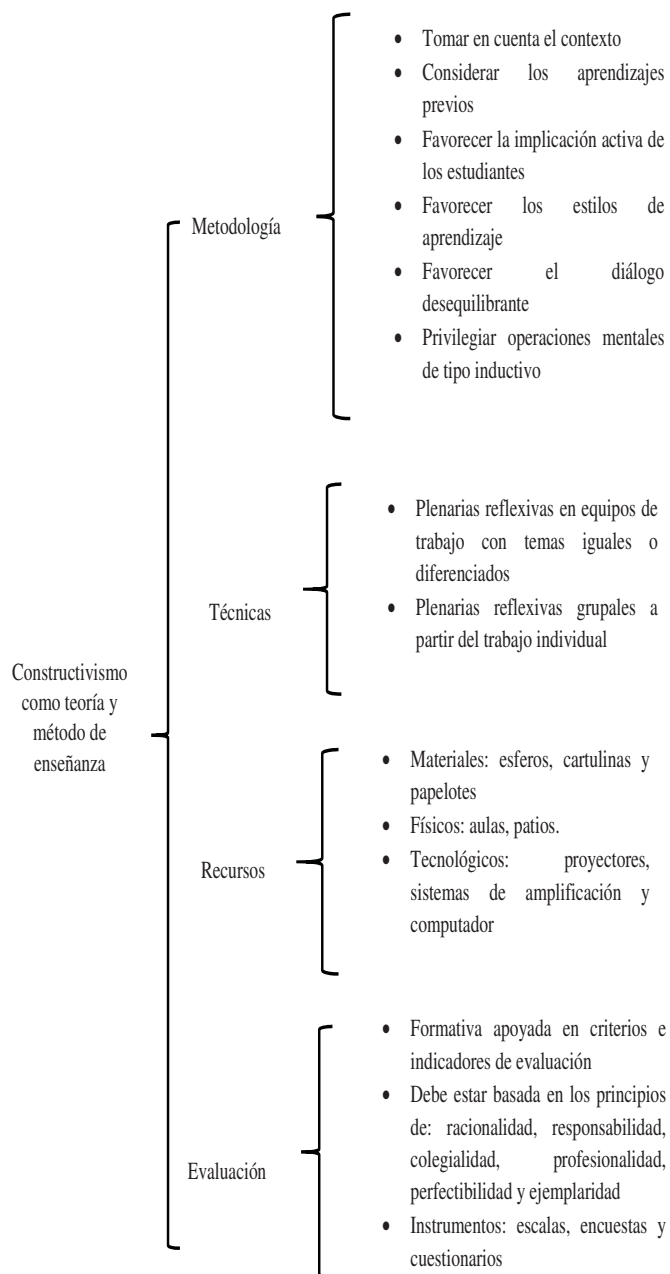 Constructivismo
como teoría y
método de
enseñanza
Metodología
• Tomar en cuenta el contexto
• Considerar los aprendizajes
previos
• Favorecer la implicación activa de
los estudiantes
• Favorecer los estilos de
aprendizaje
• Favorecer el diálogo
desequilibrante
• Privilegiar operaciones mentales
de tipo inductivo
Técnicas
• Plenarias reflexivas en equipos de
trabajo con temas iguales o
diferenciados
• Plenarias reflexivas grupales a
partir del trabajo individual
Recursos
• Materiales: esferos, cartulinas y
papelotes
• Físicos: aulas, patios.
• Tecnológicos: proyectores,
sistemas de amplificación y
computador
Evaluación
• Formativa apoyada en criterios e
indicadores de evaluación
• Debe estar basada en los principios
de: racionalidad, responsabilidad,
colegialidad, profesionalidad,
perfectibilidad y ejemplaridad
• Instrumentos: escalas, encuestas y
cuestionarios